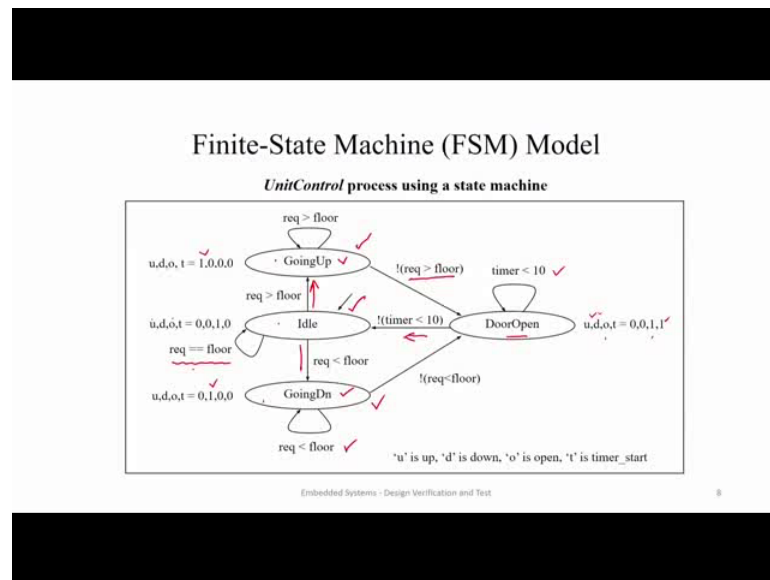 Finite-State Machine (FSM) Model
UnitControl process using a state machine
req > floor
u,d,o, t = 1,0,0,0
GoingUp
!(req > floor)
timer < 10
req > floor
u,d,o,t = 0,0,1,0
Idle
!(timer < 10)
DoorOpen
u,d,o,t = 0,0,1,1
req == floor
req < floor
u,d,o,t = 0,1,0,0
GoingDn
!(req<floor)
req < floor
'u' is up, 'd' is down, 'o' is open, 't' is timer_start
Embedded Systems - Design Verification and Test
8